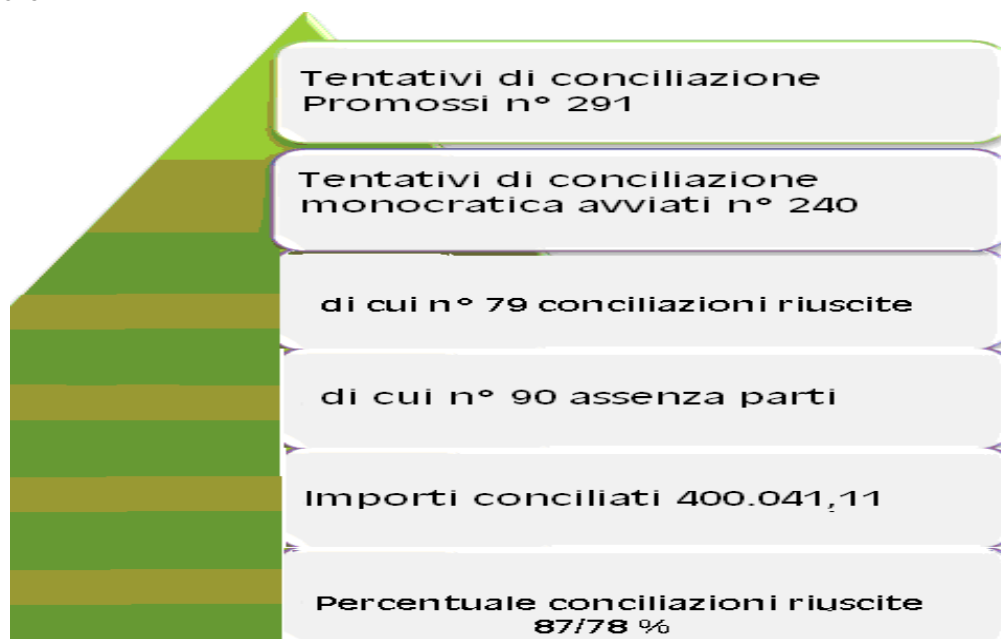 Tentativi di conciliazione
Promossi n° 291
Tentativi di conciliazione
monocratica avviati n° 240
di cui n° 79 conciliazioni riuscite
di cui n° 90 assenza parti
Importi conciliati 400.041,11
Percentuale conciliazioni riuscite
87/78 %